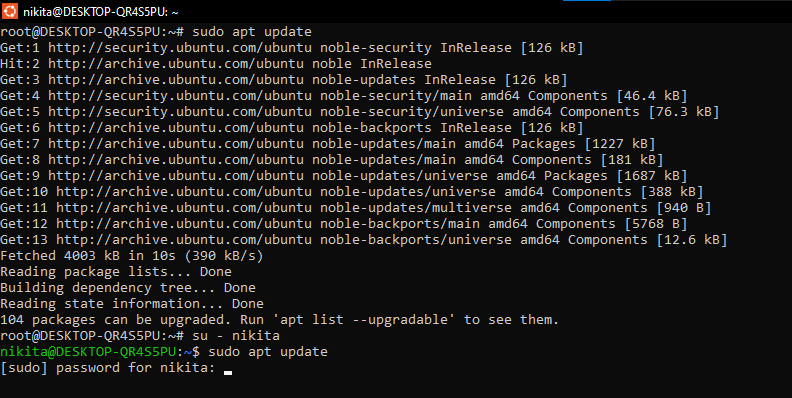 nikita@DESKTOP-QR4S5PU: ~
root@DESKTOP-QR4S5PU:~# sudo apt update
Get:1 http://security.ubuntu.com/ubuntu noble-security InRelease [126 kB]
Hit:2 http://archive.ubuntu.com/ubuntu noble InRelease
Get:3 http://archive.ubuntu.com/ubuntu noble-updates InRelease [126 kB]
Get:4 http://security.ubuntu.com/ubuntu noble-security/main amd64 Components [46.4 kB]
Get:5 http://security.ubuntu.com/ubuntu noble-security/universe amd64 Components [76.3 kB]
Get:6 http://archive.ubuntu.com/ubuntu noble-backports InRelease [126 kB]
Get:7 http://archive.ubuntu.com/ubuntu noble-updates/main amd64 Packages [1227 kB]
Get:8 http://archive.ubuntu.com/ubuntu noble-updates/main amd64 Components [181 kB]
Get:9 http://archive.ubuntu.com/ubuntu noble-updates/universe amd64 Packages [1687 kB]
Get:10 http://archive.ubuntu.com/ubuntu noble-updates/universe amd64 Components [388 kB]
Get:11 http://archive.ubuntu.com/ubuntu noble-updates/multiverse amd64 Components [940 B]
Get:12 http://archive.ubuntu.com/ubuntu noble-backports/main amd64 Components [5768 B]
Get:13 http://archive.ubuntu.com/ubuntu noble-backports/universe amd64 Components [12.6 kB]
Fetched 4003 kB in 10s (390 kB/s)
Reading package lists... Done
Building dependency tree... Done
Reading state information... Done
104 packages can be upgraded. Run 'apt list --upgradable' to see them.
root@DESKTOP-QR4S5PU:~# su - nikita
nikita@DESKTOP-QR4S5PU:~$ sudo apt update
[sudo] password for nikita: